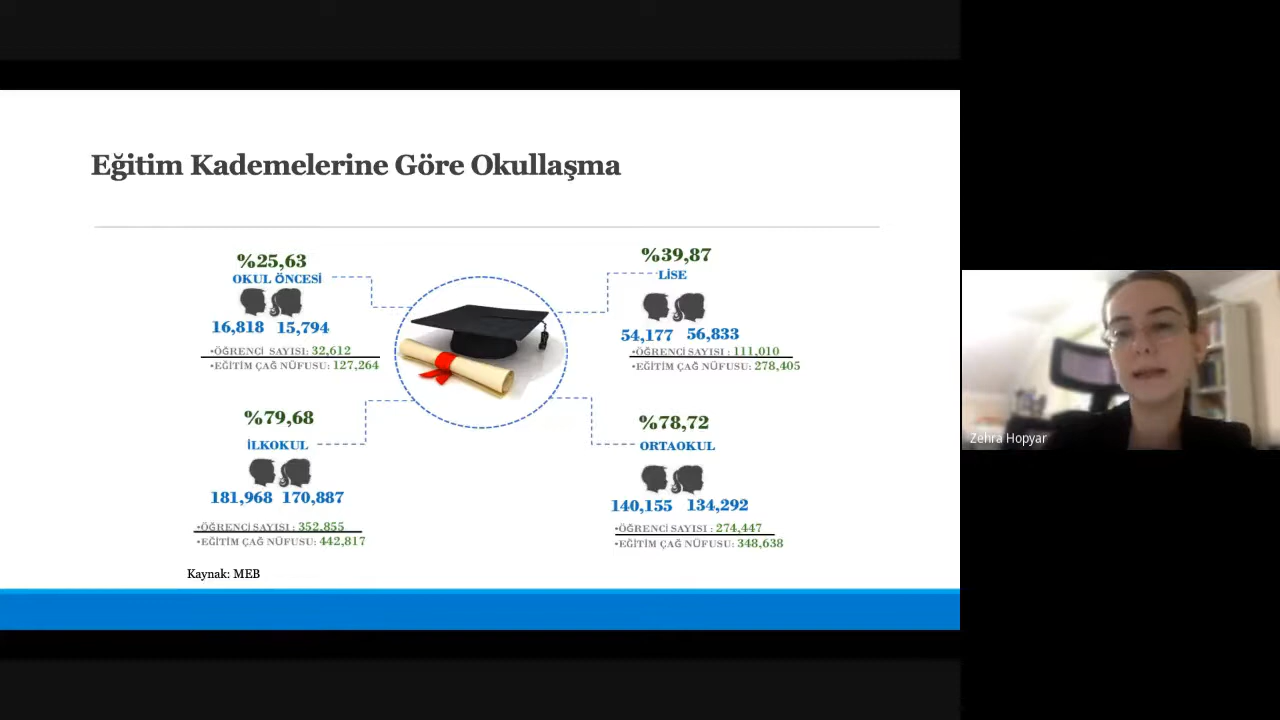 Eğitim Kademelerine Göre Okullaşma
%25,63
OKUL ÖNCESİ
16,818 15,794
•ÖĞRENCİ SAYISI: 32,612
•EĞİTİM ÇAĞ NÜFUSU: 127,264
%39,87
LİSE
54,177 56,833
•ÖĞRENCİ SAYISI : 111,010
•EĞİTİM ÇAĞ NÜFUSU: 278,405
%79,68
İLKOKUL
181,968 170,887
•ÖĞRENCİ SAYISI : 352,855
•EĞİTİM ÇAĞ NÜFUSU: 442,817
%78,72
ORTAOKUL
140,155 134,292
•ÖĞRENCİ SAYISI : 274,447
•EĞİTİM ÇAĞ NÜFUSU: 348,638
Kaynak: MEB
Zehra Hopyar